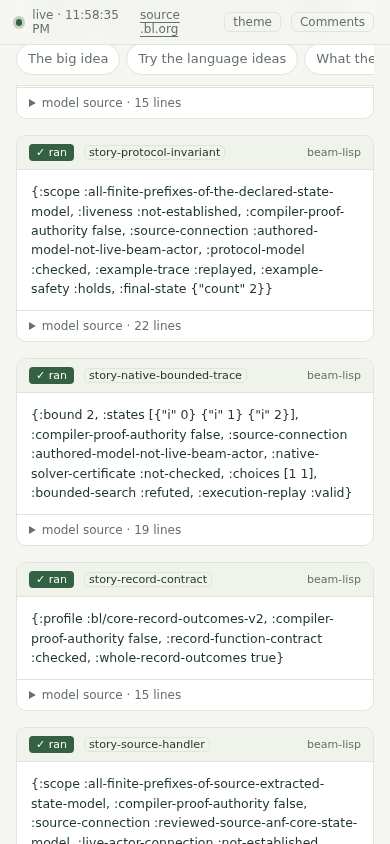 live · 11:58:35 PM
source .bl.org
theme
Comments
The big idea
Try the language ideas
What the
▶ model source · 15 lines
✓ ran
story-protocol-invariant
beam-lisp
{:scope :all-finite-prefixes-of-the-declared-state-
model, :liveness :not-established, :compiler-proof-
authority false, :source-connection :authored-
model-not-live-beam-actor, :protocol-model
:checked, :example-trace :replayed, :example-
safety :holds, :final-state {"count" 2}}
▶ model source · 22 lines
✓ ran
story-native-bounded-trace
beam-lisp
{:bound 2, :states [{"i" 0} {"i" 1} {"i" 2}],
:compiler-proof-authority false, :source-connection
:authored-model-not-live-beam-actor, :native-
solver-certificate :not-checked, :choices [1 1],
:bounded-search :refuted, :execution-replay :valid}
▶ model source · 19 lines
✓ ran
story-record-contract
beam-lisp
{:profile :bl/core-record-outcomes-v2, :compiler-
proof-authority false, :record-function-contract
:checked, :whole-record-outcomes true}
▶ model source · 15 lines
✓ ran
story-source-handler
beam-lisp
{:scope :all-finite-prefixes-of-source-extracted-
state-model, :compiler-proof-authority false,
:source-connection :reviewed-source-anf-core-state-
model, :live-actor-connection :not-established